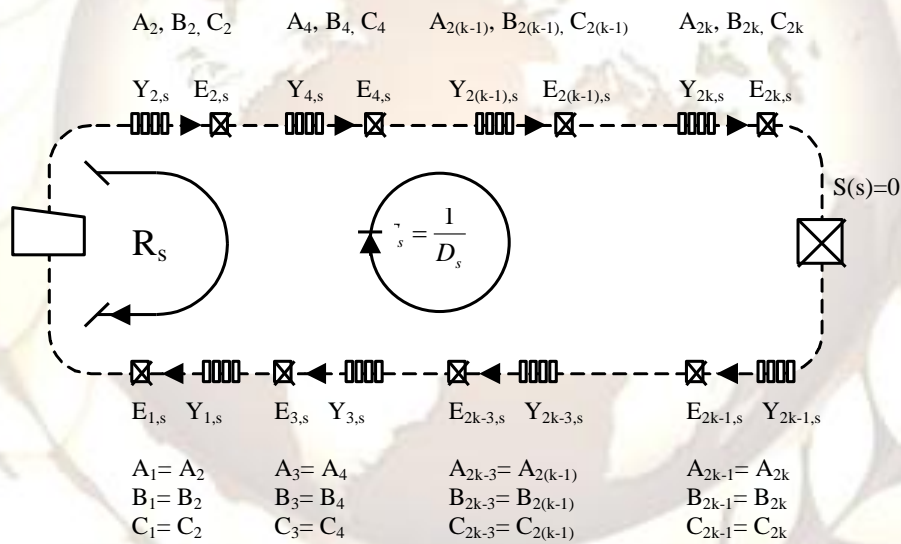 A₂, B₂, C₂ A₄, B₄, C₄ A₂₍ₖ₋₁₎, B₂₍ₖ₋₁₎, C₂₍ₖ₋₁₎ A₂ₖ, B₂ₖ, C₂ₖ
Y₂,ₛ E₂,ₛ Y₄,ₛ E₄,ₛ Y₂₍ₖ₋₁₎,ₛ E₂₍ₖ₋₁₎,ₛ Y₂ₖ,ₛ E₂ₖ,ₛ
S(s)=0
Rₛ
ₛ = 1 / Dₛ
E₁,ₛ Y₁,ₛ E₃,ₛ Y₃,ₛ E₂ₖ₋₃,ₛ Y₂ₖ₋₃,ₛ E₂ₖ₋₁,ₛ Y₂ₖ₋₁,ₛ
A₁= A₂ A₃= A₄ A₂ₖ₋₃= A₂₍ₖ₋₁₎ A₂ₖ₋₁= A₂ₖ
B₁= B₂ B₃= B₄ B₂ₖ₋₃= B₂₍ₖ₋₁₎ B₂ₖ₋₁= B₂ₖ
C₁= C₂ C₃= C₄ C₂ₖ₋₃= C₂₍ₖ₋₁₎ C₂ₖ₋₁= C₂ₖ